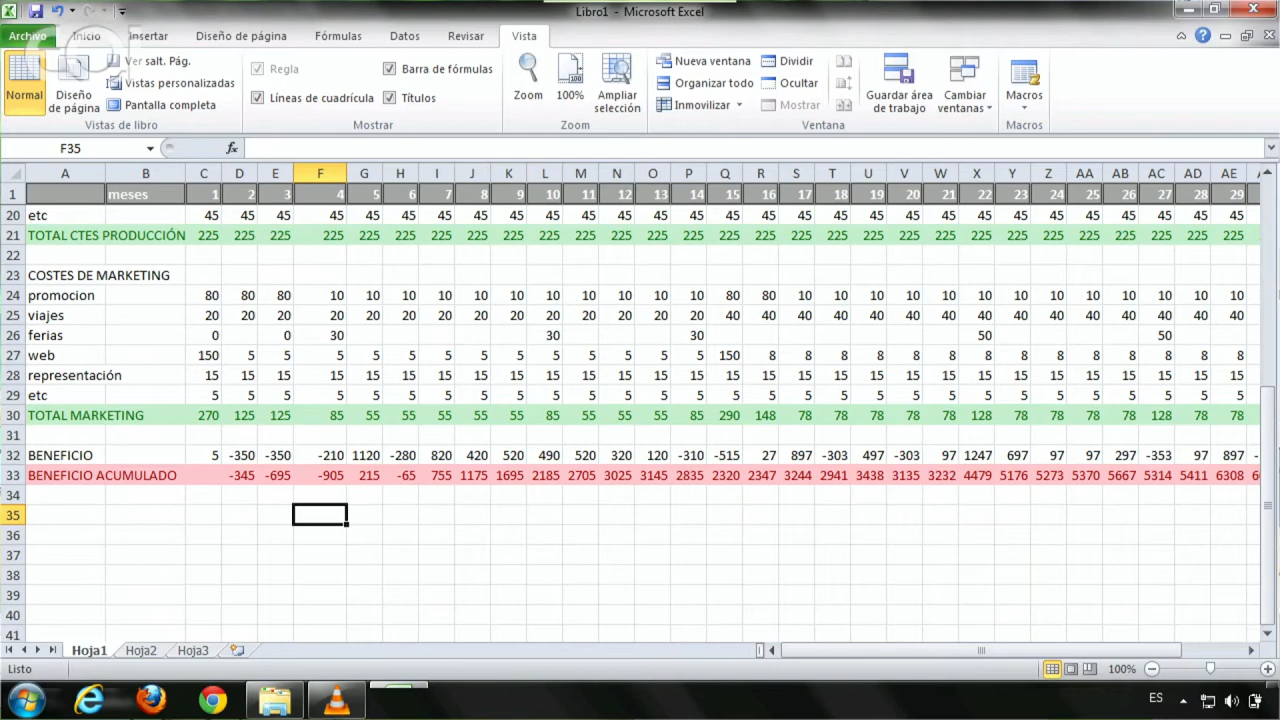 Libro1 - Microsoft Excel
Archivo Inicio Insertar Diseño de página Fórmulas Datos Revisar Vista
Normal
Diseño de página
Ver salt. Pág.
Vistas personalizadas
Pantalla completa
Vistas de libro
Regla
Barra de fórmulas
Líneas de cuadrícula
Títulos
Mostrar
Zoom
100%
Ampliar selección
Zoom
Nueva ventana
Organizar todo
Inmovilizar
Dividir
Ocultar
Mostrar
Guardar área de trabajo
Cambiar ventanas
Ventana
Macros
Macros
F35 fx
A B C D E F G H I J K L M N O P Q R S T U V W X Y Z AA AB AC AD AE
1 meses 1 2 3 4 5 6 7 8 9 10 11 12 13 14 15 16 17 18 19 20 21 22 23 24 25 26 27 28 29
20 etc 45 45 45 45 45 45 45 45 45 45 45 45 45 45 45 45 45 45 45 45 45 45 45 45 45 45 45 45 45
21 TOTAL CTES PRODUCCIÓN 225 225 225 225 225 225 225 225 225 225 225 225 225 225 225 225 225 225 225 225 225 225 225 225 225 225 225 225 225
22
23 COSTES DE MARKETING
24 promocion 80 80 80 10 10 10 10 10 10 10 10 10 10 10 80 80 10 10 10 10 10 10 10 10 10 10 10 10 10
25 viajes 20 20 20 20 20 20 20 20 20 20 20 20 20 20 40 40 40 40 40 40 40 40 40 40 40 40 40 40 40
26 ferias 0 0 30 30 30 50 50
27 web 150 5 5 5 5 5 5 5 5 5 5 5 5 5 150 8 8 8 8 8 8 8 8 8 8 8 8 8 8
28 representación 15 15 15 15 15 15 15 15 15 15 15 15 15 15 15 15 15 15 15 15 15 15 15 15 15 15 15 15 15
29 etc 5 5 5 5 5 5 5 5 5 5 5 5 5 5 5 5 5 5 5 5 5 5 5 5 5 5 5 5 5
30 TOTAL MARKETING 270 125 125 85 55 55 55 55 55 85 55 55 55 85 290 148 78 78 78 78 78 128 78 78 78 78 128 78 78
31
32 BENEFICIO 5 -350 -350 -210 1120 -280 820 420 520 490 520 320 120 -310 -515 27 897 -303 497 -303 97 1247 697 97 97 297 -353 97 897 -
33 BENEFICIO ACUMULADO -345 -695 -905 215 -65 755 1175 1695 2185 2705 3025 3145 2835 2320 2347 3244 2941 3438 3135 3232 4479 5176 5273 5370 5667 5314 5411 6308 6
34
35
36
37
38
39
40
41
Hoja1 Hoja2 Hoja3
Listo 100%
ES